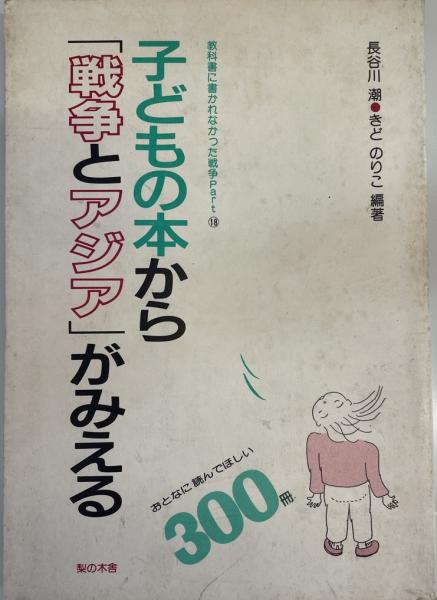 長谷川 潮●きど のりこ 編著
教科書に書かれなかった戦争Part⑱
子どもの本から
「戦争とアジア」がみえる
おとなに読んでほしい
300冊
梨の木舎